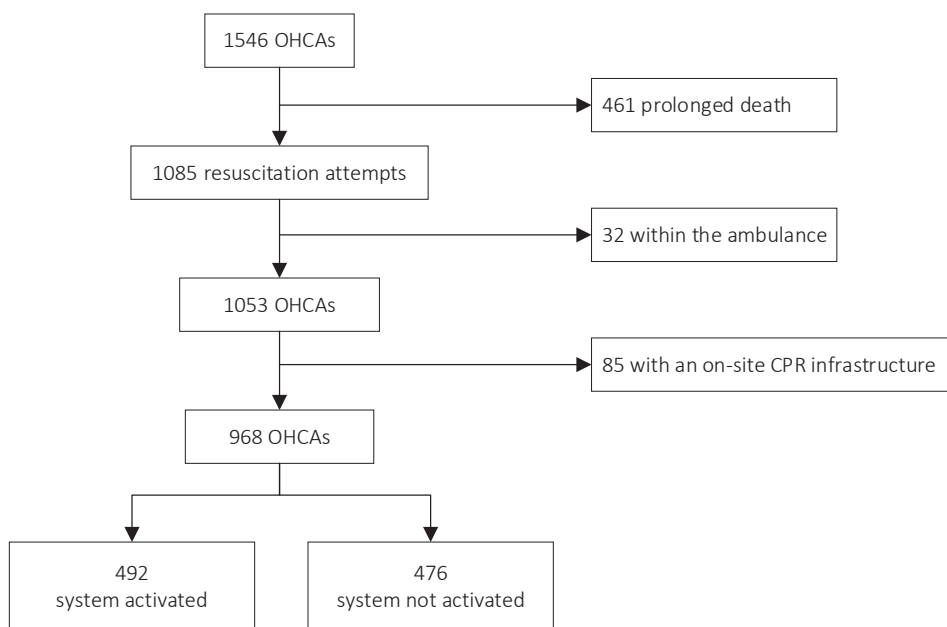 1546 OHCAs
461 prolonged death
1085 resuscitation attempts
32 within the ambulance
1053 OHCAs
85 with an on-site CPR infrastructure
968 OHCAs
492
system activated
476
system not activated